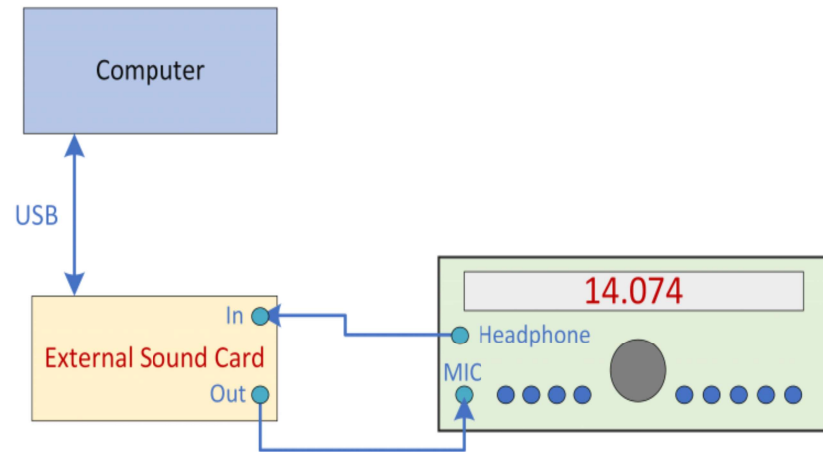 Computer
USB
In
External Sound Card
Out
14.074
Headphone
MIC